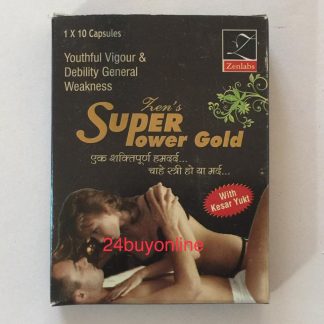 1 X 10 Capsules
Zenlabs
Youthful Vigour &
Debility General
Weakness
Zen's
SUPER
Power Gold
एक शक्तिपूर्ण हमदर्द...
चाहे स्त्री हो या मर्द...
With
Kesar Yukt
24buyonline